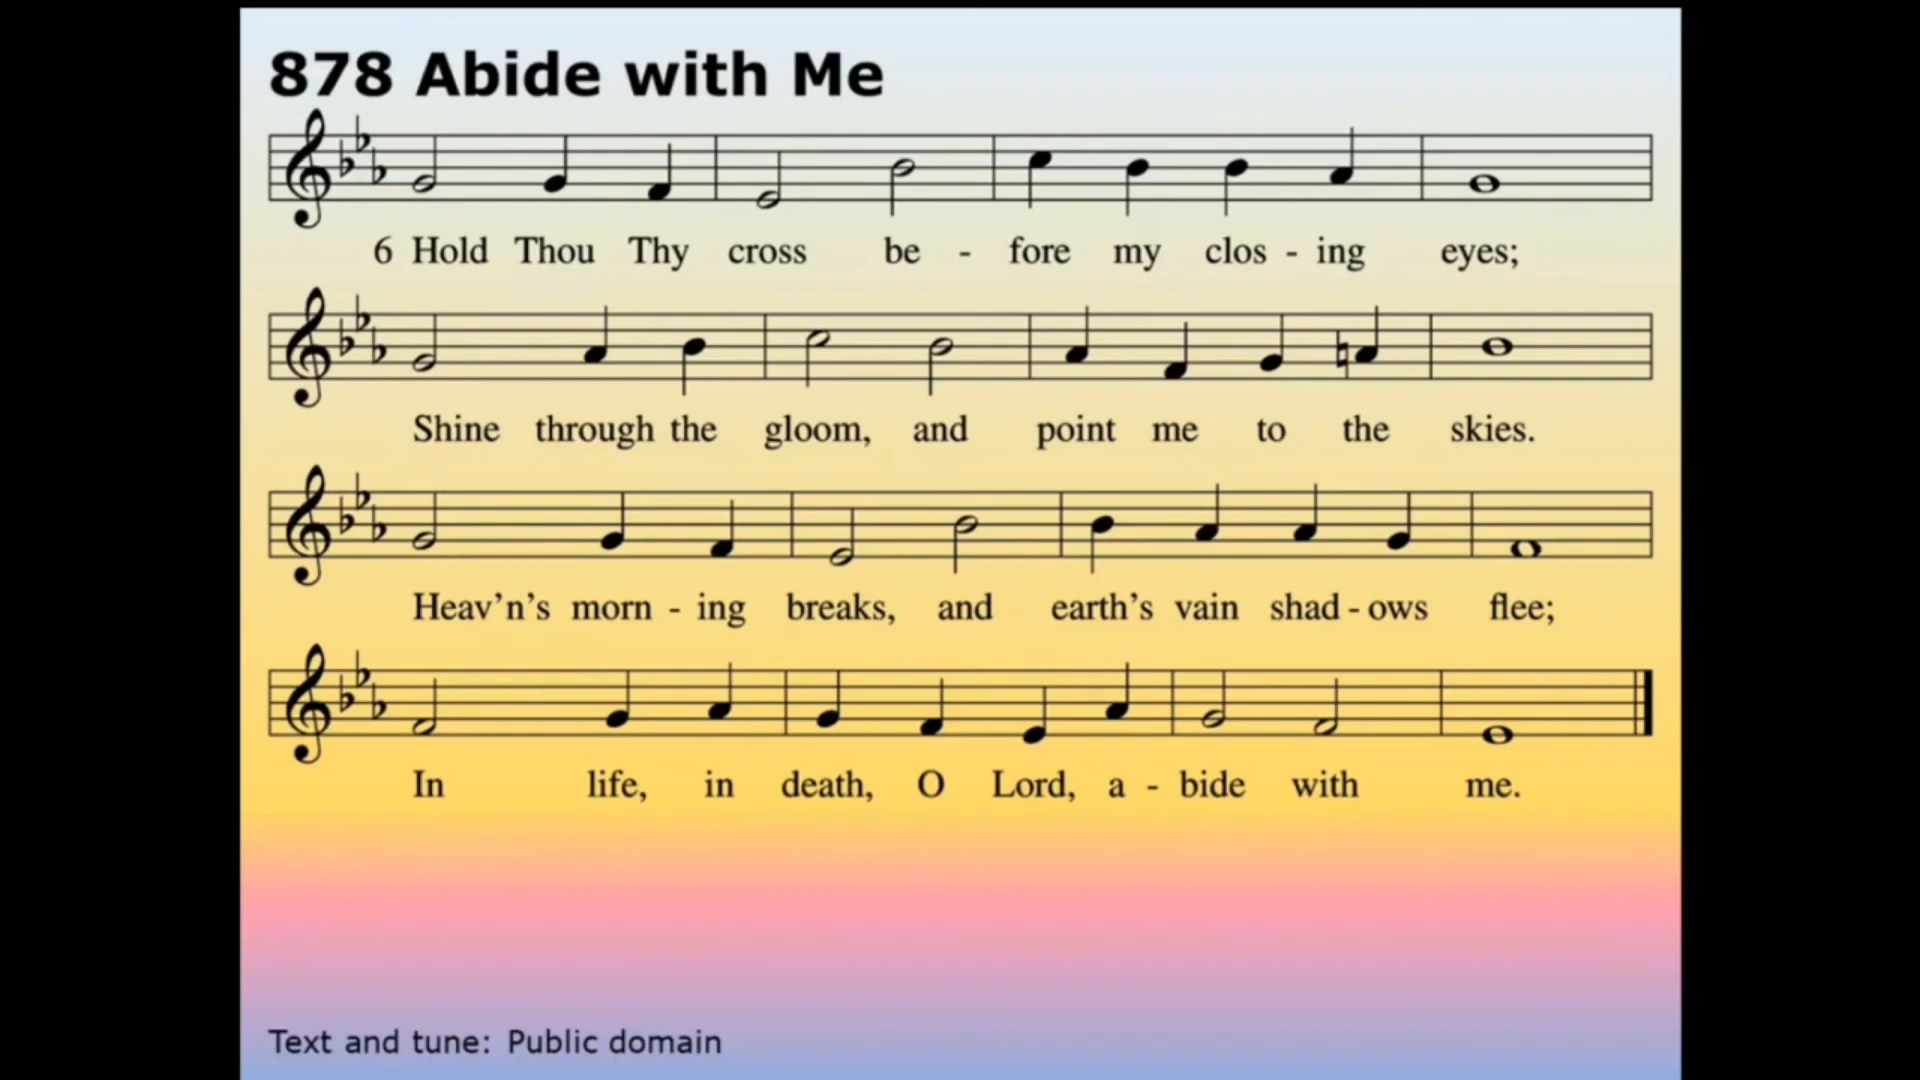 878 Abide with Me
6 Hold Thou Thy cross be - fore my clos - ing eyes;
Shine through the gloom, and point me to the skies.
Heav’n’s morn - ing breaks, and earth’s vain shad - ows flee;
In life, in death, O Lord, a - bide with me.
Text and tune: Public domain